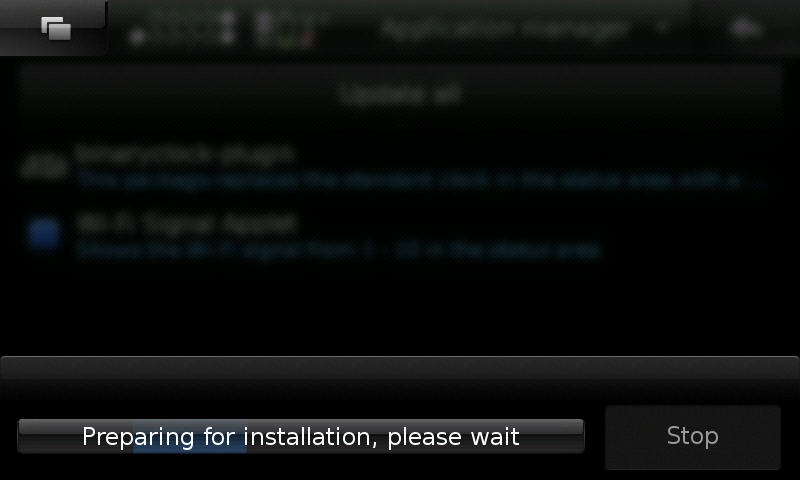 Application manager
Update all
binaryclock-plugin
This package replaces the standard clock in the status area with a ...
Wi-Fi Signal Applet
Shows the Wi-Fi signal from 1 - 10 in the status area
Preparing for installation, please wait
Stop